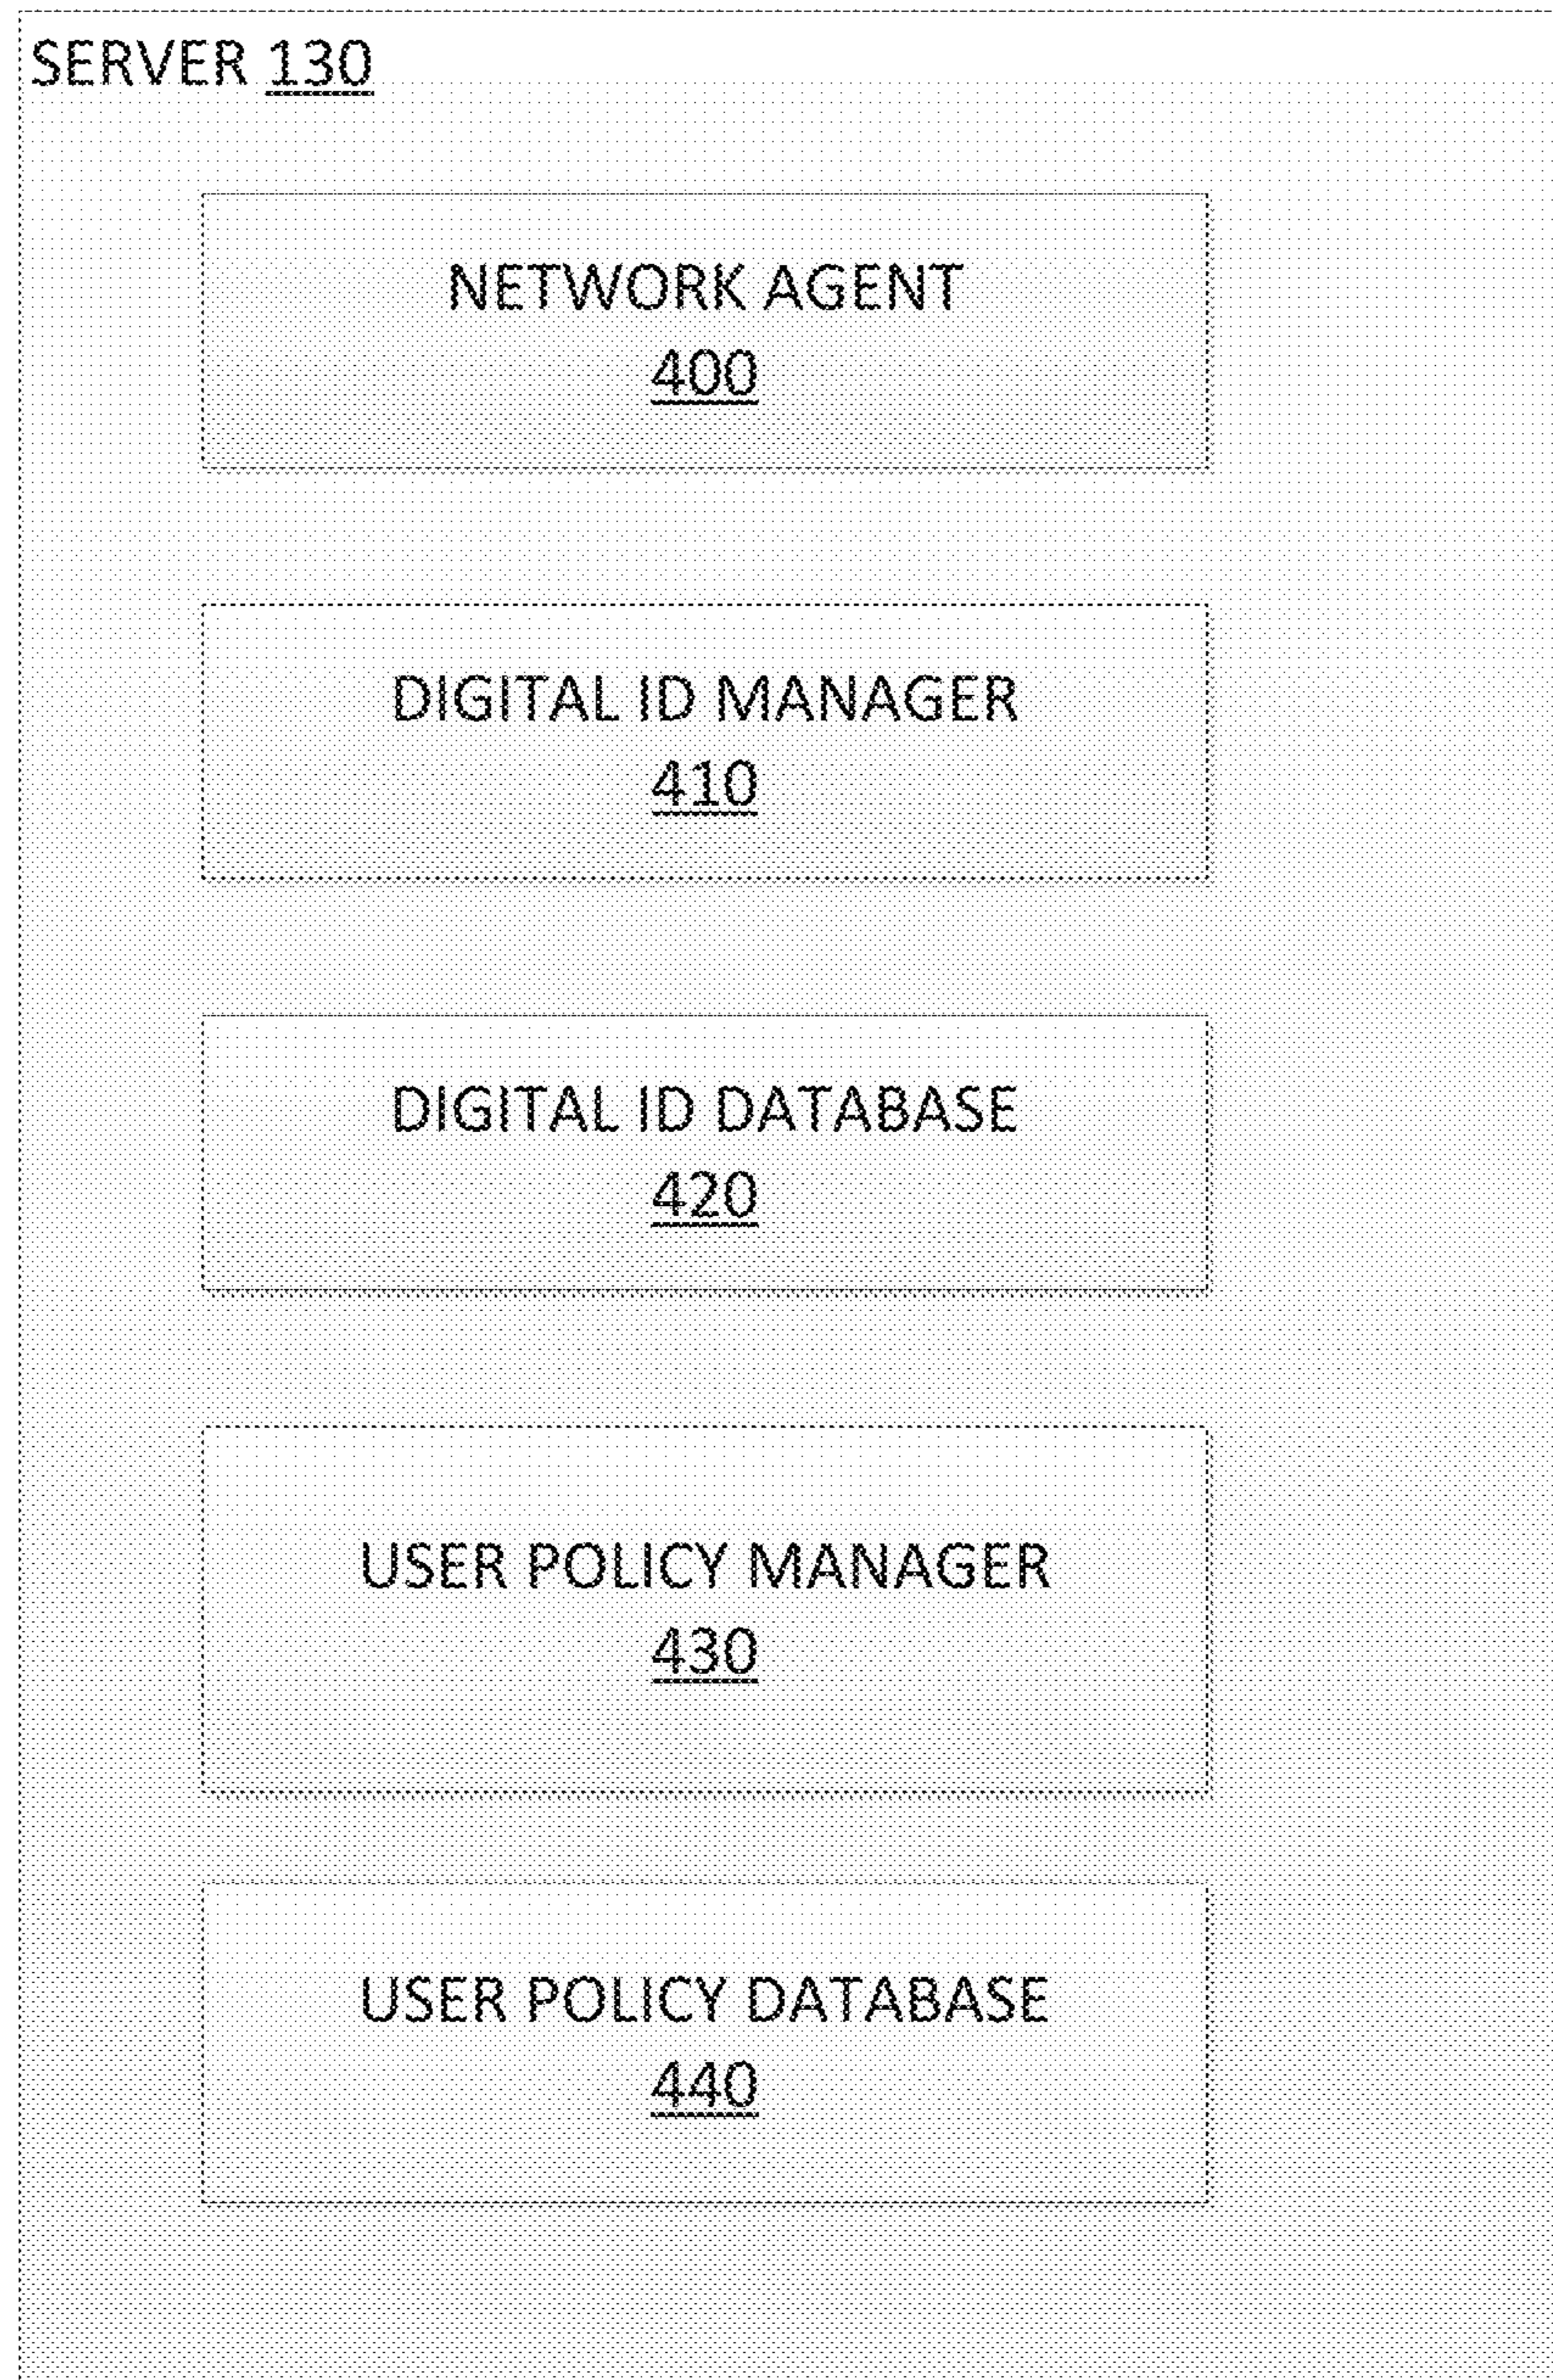 SERVER 130
NETWORK AGENT
400
DIGITAL ID MANAGER
410
DIGITAL ID DATABASE
420
USER POLICY MANAGER
430
USER POLICY DATABASE
440